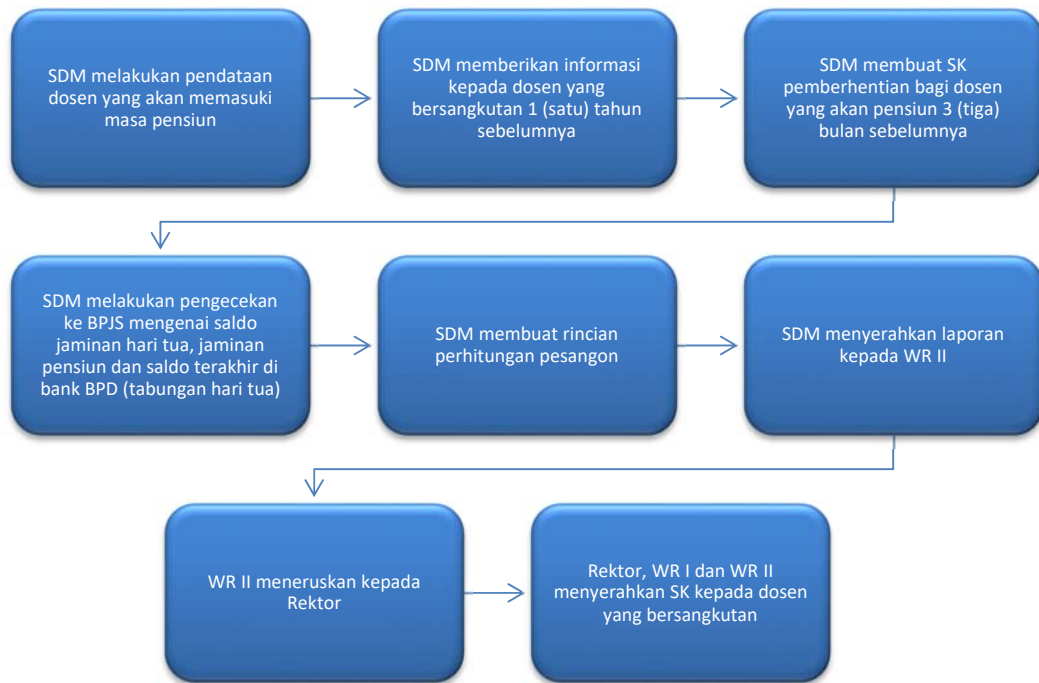 SDM melakukan pendataan
dosen yang akan memasuki
masa pensiun
SDM memberikan informasi
kepada dosen yang
bersangkutan 1 (satu) tahun
sebelumnya
SDM membuat SK
pemberhentian bagi dosen
yang akan pensiun 3 (tiga)
bulan sebelumnya
SDM melakukan pengecekan
ke BPJS mengenai saldo
jaminan hari tua, jaminan
pensiun dan saldo terakhir di
bank BPD (tabungan hari tua)
SDM membuat rincian
perhitungan pesangon
SDM menyerahkan laporan
kepada WR II
WR II meneruskan kepada
Rektor
Rektor, WR I dan WR II
menyerahkan SK kepada dosen
yang bersangkutan